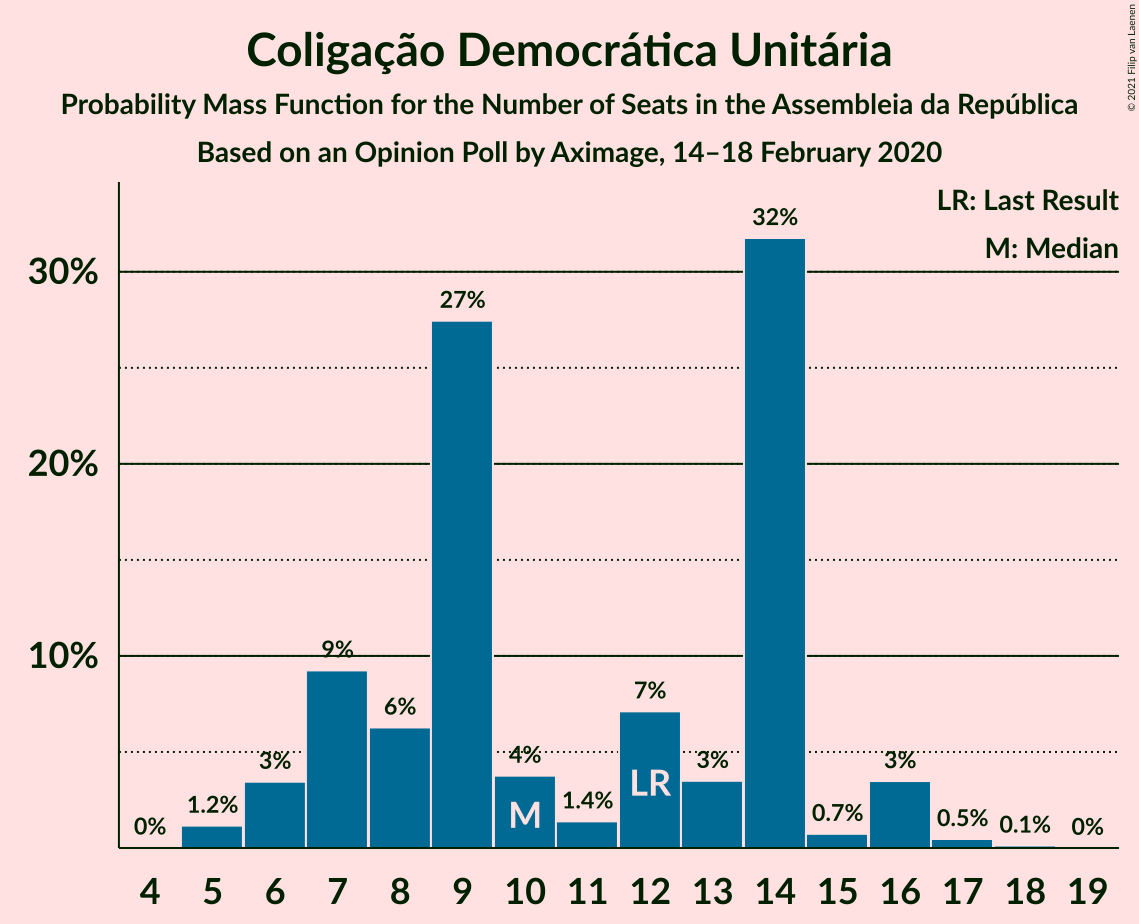 Coligação Democrática Unitária
Probability Mass Function for the Number of Seats in the Assembleia da República
Based on an Opinion Poll by Aximage, 14–18 February 2020
© 2021 Filip van Laenen
LR: Last Result
M: Median
30%
20%
10%
0%
1.2%
3%
9%
6%
27%
4%
1.4%
7%
3%
32%
0.7%
3%
0.5%
0.1%
0%
M
LR
4 5 6 7 8 9 10 11 12 13 14 15 16 17 18 19